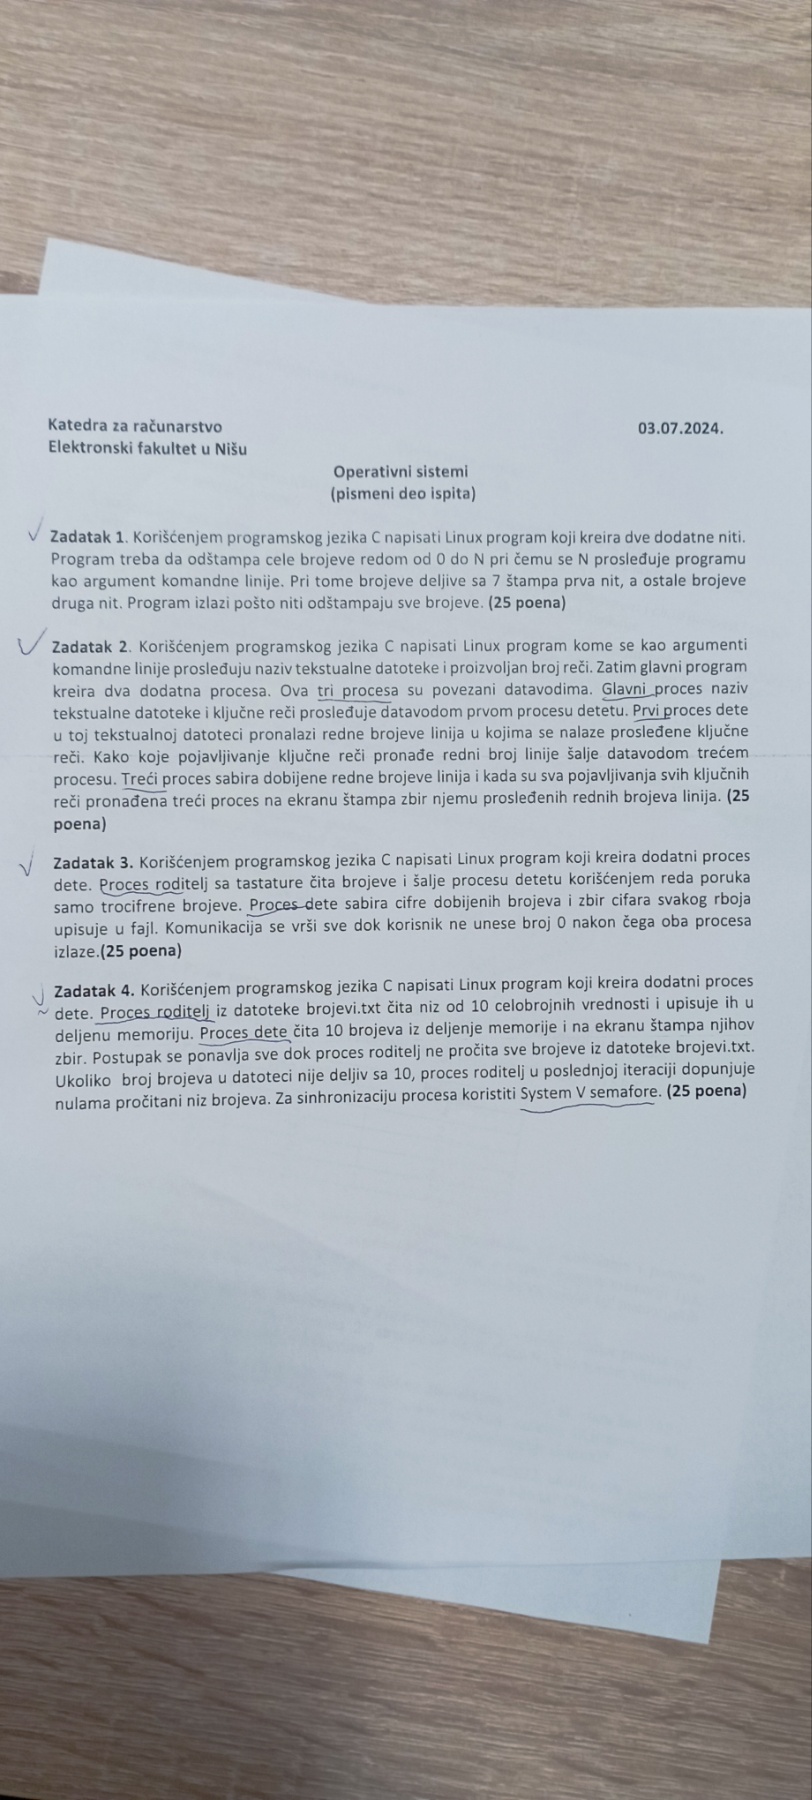 Katedra za računarstvo 03.07.2024.
Elektronski fakultet u Nišu
Operativni sistemi
(pismeni deo ispita)
Zadatak 1. Korišćenjem programskog jezika C napisati Linux program koji kreira dve dodatne niti.
Program treba da odštampa cele brojeve redom od 0 do N pri čemu se N prosleđuje programu
kao argument komandne linije. Pri tome brojeve deljive sa 7 štampa prva nit, a ostale brojeve
druga nit. Program izlazi pošto niti odštampaju sve brojeve. (25 poena)
Zadatak 2. Korišćenjem programskog jezika C napisati Linux program kome se kao argumenti
komandne linije prosleđuju naziv tekstualne datoteke i proizvoljan broj reči. Zatim glavni program
kreira dva dodatna procesa. Ova tri procesa su povezani datavodima. Glavni proces naziv
tekstualne datoteke i ključne reči prosleđuje datavodom prvom procesu detetu. Prvi proces dete
u toj tekstualnoj datoteci pronalazi redne brojeve linija u kojima se nalaze prosleđene ključne
reči. Kako koje pojavljivanje ključne reči pronađe redni broj linije šalje datavodom trećem
procesu. Treći proces sabira dobijene redne brojeve linija i kada su sva pojavljivanja svih ključnih
reči pronađena treći proces na ekranu štampa zbir njemu prosleđenih rednih brojeva linija. (25
poena)
Zadatak 3. Korišćenjem programskog jezika C napisati Linux program koji kreira dodatni proces
dete. Proces roditelj sa tastature čita brojeve i šalje procesu detetu korišćenjem reda poruka
samo trocifrene brojeve. Proces dete sabira cifre dobijenih brojeva i zbir cifara svakog rboja
upisuje u fajl. Komunikacija se vrši sve dok korisnik ne unese broj 0 nakon čega oba procesa
izlaze.(25 poena)
Zadatak 4. Korišćenjem programskog jezika C napisati Linux program koji kreira dodatni proces
dete. Proces roditelj iz datoteke brojevi.txt čita niz od 10 celobrojnih vrednosti i upisuje ih u
deljenu memoriju. Proces dete čita 10 brojeva iz deljenje memorije i na ekranu štampa njihov
zbir. Postupak se ponavlja sve dok proces roditelj ne pročita sve brojeve iz datoteke brojevi.txt.
Ukoliko broj brojeva u datoteci nije deljiv sa 10, proces roditelj u poslednjoj iteraciji dopunjuje
nulama pročitani niz brojeva. Za sinhronizaciju procesa koristiti System V semafore. (25 poena)